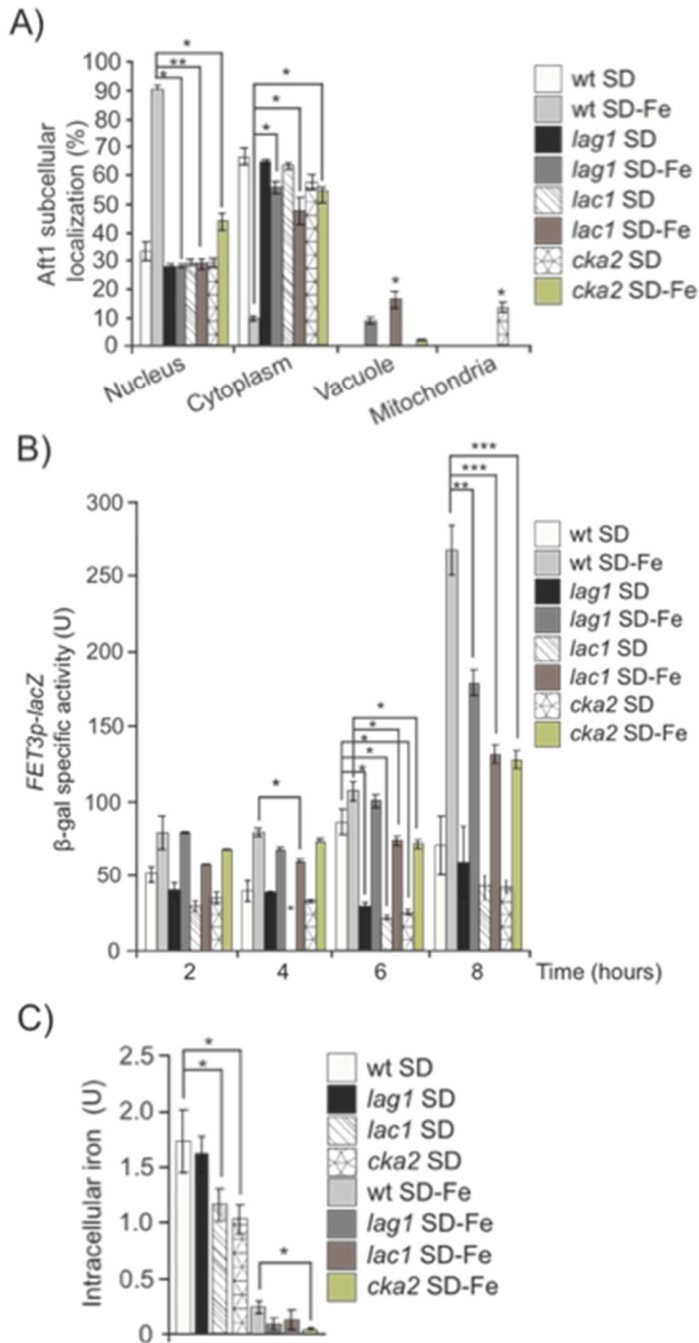 A)
Aft1 subcellular
localization (%)
100
90
80
70
60
50
40
30
20
10
0
*
**
*
*
*
*
*
*
Nucleus
Cytoplasm
Vacuole
Mitochondria
wt SD
wt SD-Fe
lag1 SD
lag1 SD-Fe
lac1 SD
lac1 SD-Fe
cka2 SD
cka2 SD-Fe
B)
FET3p-lacZ
β-gal specific activity (U)
300
250
200
150
100
50
0
*
*
*
*
*
*
*
***
***
**
2
4
6
8
Time (hours)
wt SD
wt SD-Fe
lag1 SD
lag1 SD-Fe
lac1 SD
lac1 SD-Fe
cka2 SD
cka2 SD-Fe
C)
Intracellular iron (U)
2.5
2.0
1.5
1.0
0.5
0
*
*
*
wt SD
lag1 SD
lac1 SD
cka2 SD
wt SD-Fe
lag1 SD-Fe
lac1 SD-Fe
cka2 SD-Fe